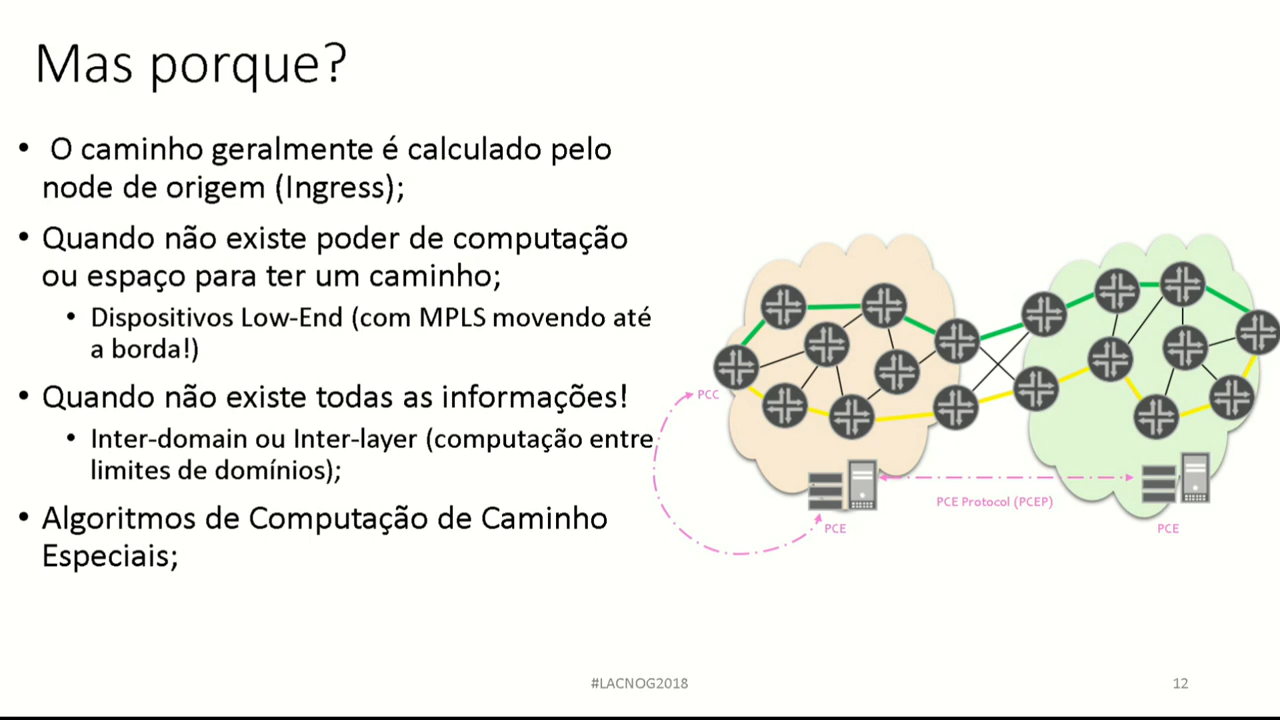 Mas porque?
• O caminho geralmente é calculado pelo
node de origem (Ingress);
• Quando não existe poder de computação
ou espaço para ter um caminho;
• Dispositivos Low-End (com MPLS movendo até
a borda!)
• Quando não existe todas as informações!
• Inter-domain ou Inter-layer (computação entre
limites de domínios);
• Algoritmos de Computação de Caminho
Especiais;
PCC
PCE Protocol (PCEP)
PCE
PCE
#LACNOG2018
12